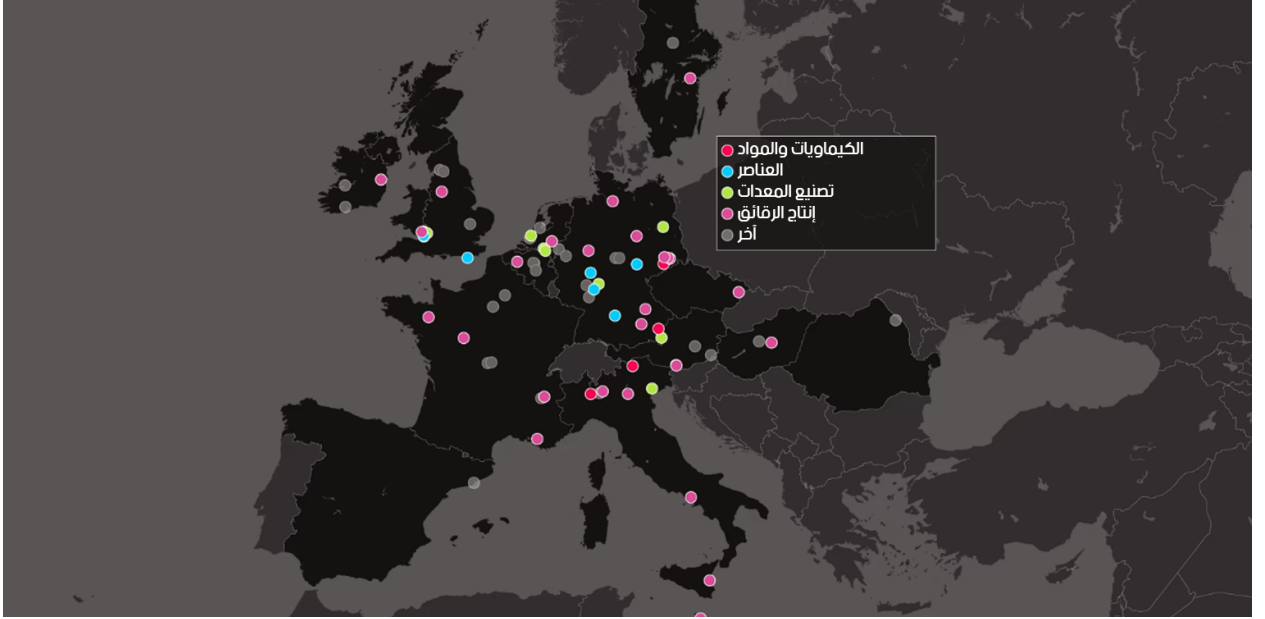 الكيماويات والمواد
العناصر
تصنيع المعدات
إنتاج الرقائق
آخر